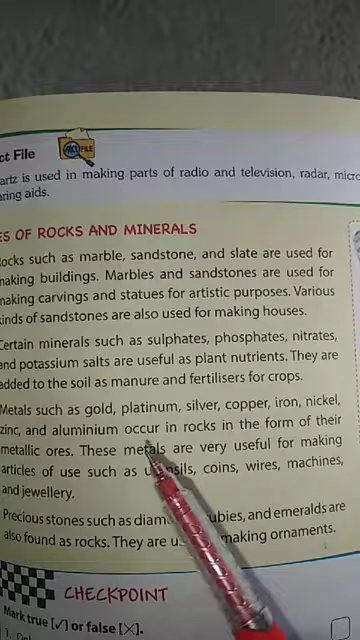 ct File
FACT FILE
artz is used in making parts of radio and television, radar, micro
aring aids.
ES OF ROCKS AND MINERALS
Rocks such as marble, sandstone, and slate are used for
making buildings. Marbles and sandstones are used for
making carvings and statues for artistic purposes. Various
kinds of sandstones are also used for making houses.
Certain minerals such as sulphates, phosphates, nitrates,
and potassium salts are useful as plant nutrients. They are
added to the soil as manure and fertilisers for crops.
Metals such as gold, platinum, silver, copper, iron, nickel,
zinc, and aluminium occur in rocks in the form of their
metallic ores. These metals are very useful for making
articles of use such as coins, wires, machines,
and jewellery.
Precious stones such as and emeralds are
also found as rocks. They are making ornaments.
CHECKPOINT
Mark true [✓] or false [✗].
1.